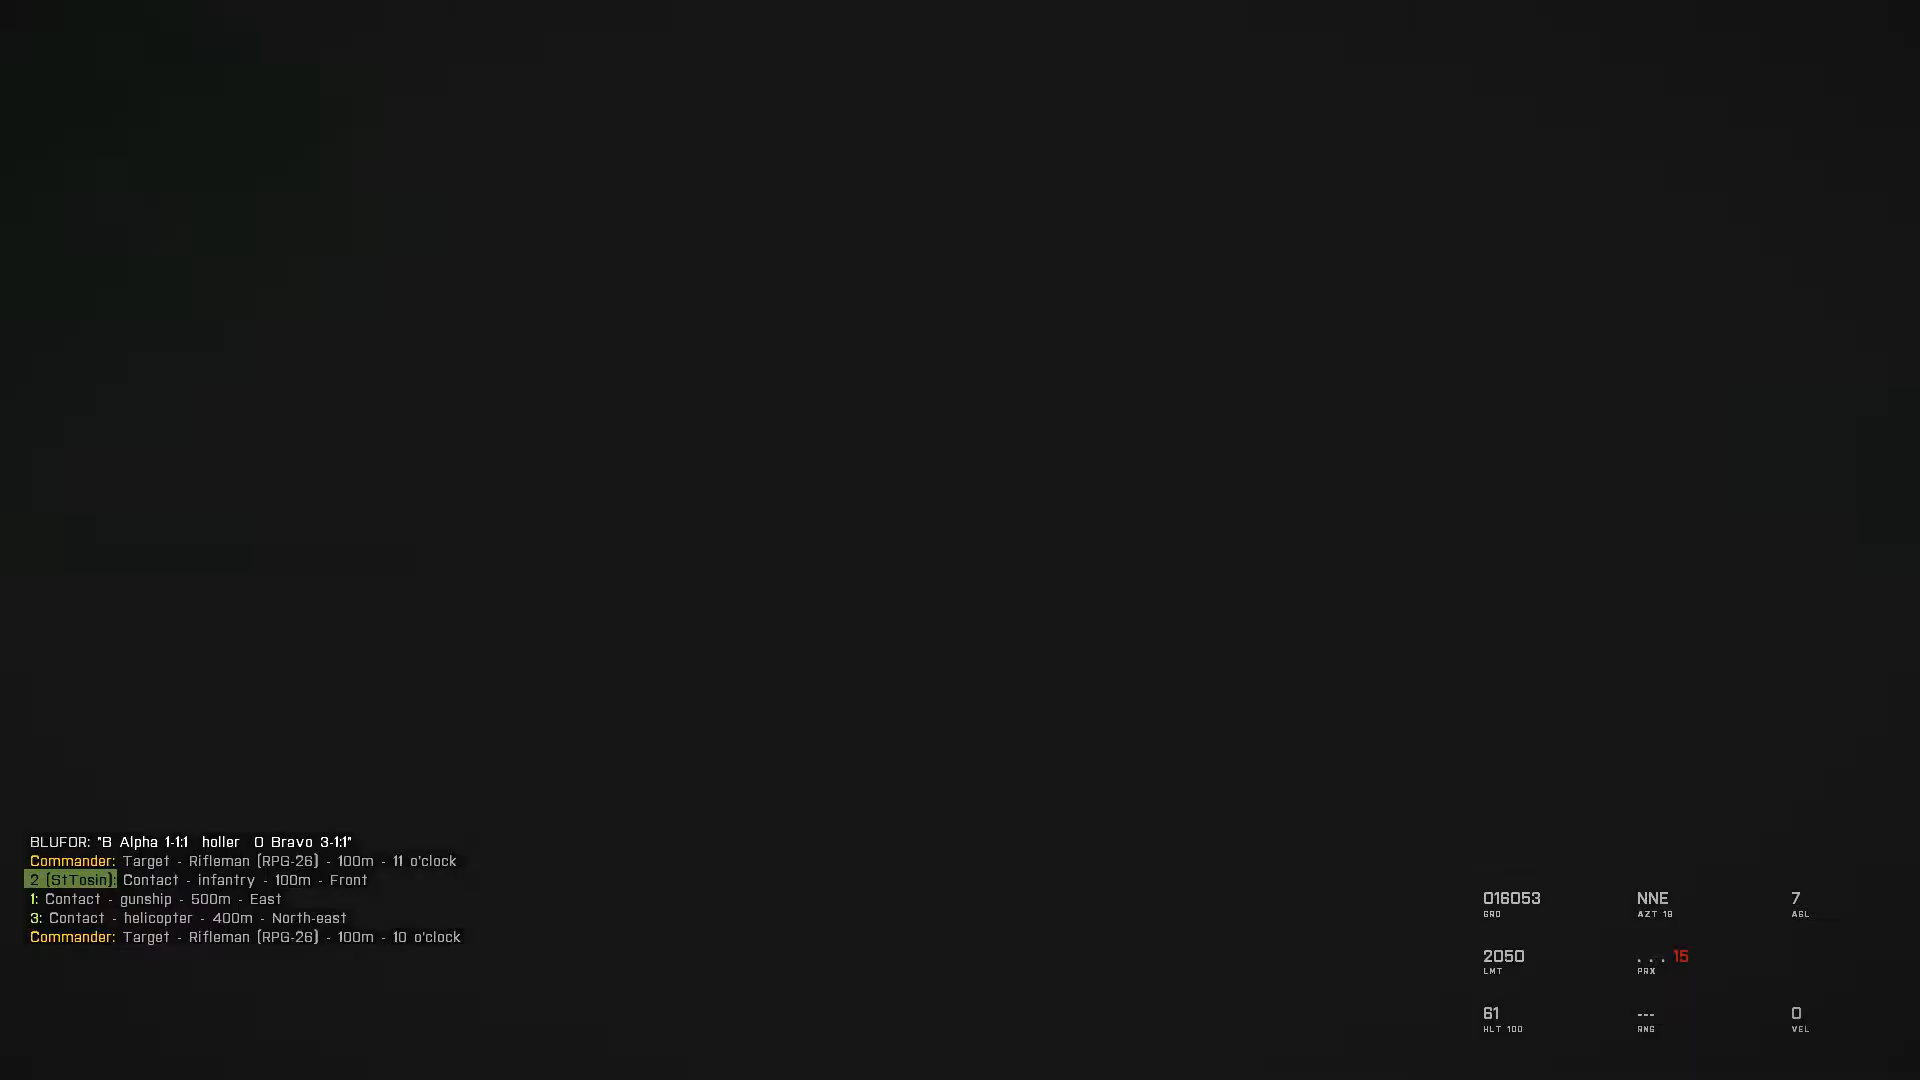 BLUFOR: "B Alpha 1-1:1 holler O Bravo 3-1:1"
Commander: Target - Rifleman (RPG-26) - 100m - 11 o'clock
2 (StTosin): Contact - infantry - 100m - Front
1: Contact - gunship - 500m - East
3: Contact - helicopter - 400m - North-east
Commander: Target - Rifleman (RPG-26) - 100m - 10 o'clock
016053 NNE 7
GRD AZT 18 AGL
2050 . . . 15
LMT PRX
61 --- 0
HLT 100 RNG VEL